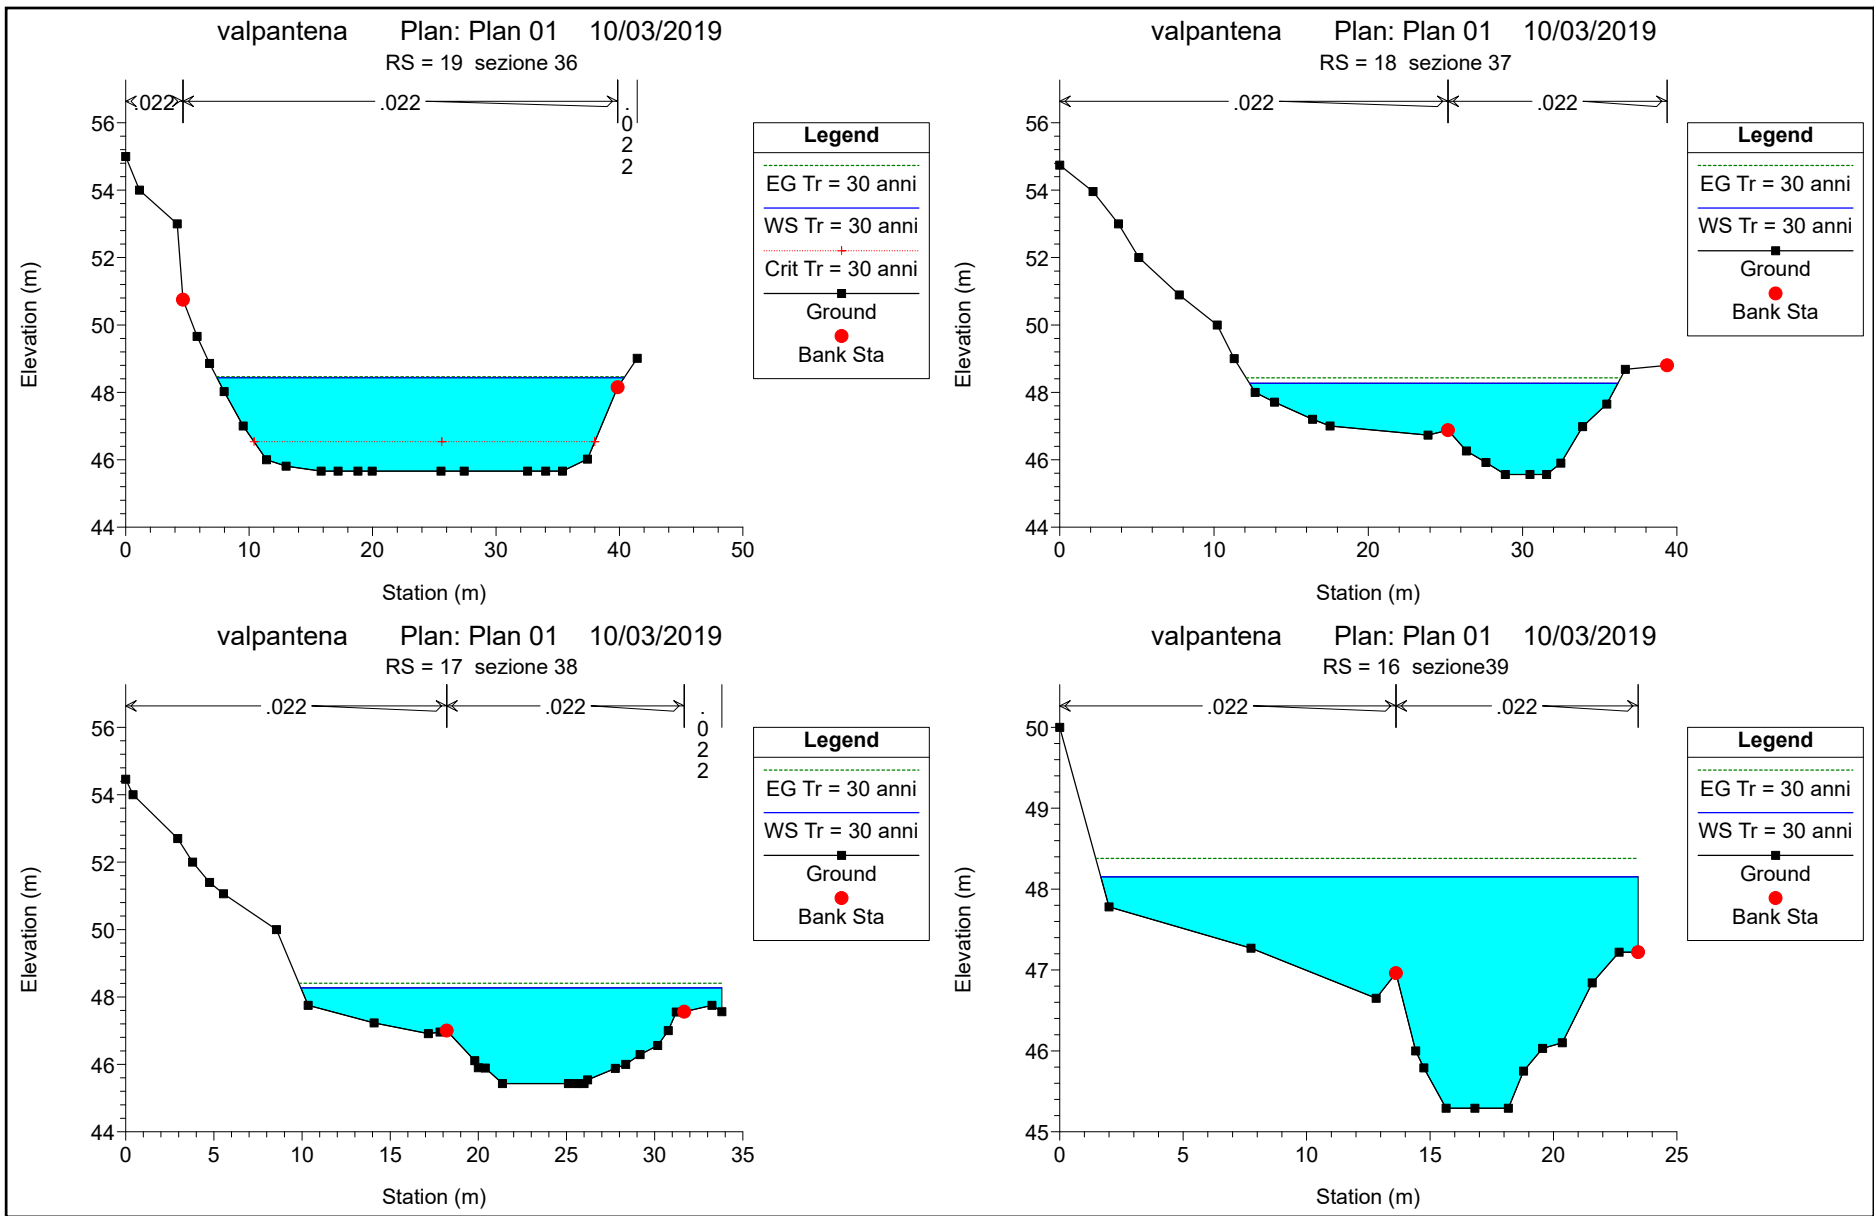 valpantena Plan: Plan 01 10/03/2019
RS = 19 sezione 36
.022 .022 .022
56
54
52
50
48
46
44
0 10 20 30 40 50
Elevation (m)
Station (m)
Legend
EG Tr = 30 anni
WS Tr = 30 anni
Crit Tr = 30 anni
Ground
Bank Sta
valpantena Plan: Plan 01 10/03/2019
RS = 18 sezione 37
.022 .022
56
54
52
50
48
46
44
0 10 20 30 40
Elevation (m)
Station (m)
Legend
EG Tr = 30 anni
WS Tr = 30 anni
Ground
Bank Sta
valpantena Plan: Plan 01 10/03/2019
RS = 17 sezione 38
.022 .022 .022
56
54
52
50
48
46
44
0 5 10 15 20 25 30 35
Elevation (m)
Station (m)
Legend
EG Tr = 30 anni
WS Tr = 30 anni
Ground
Bank Sta
valpantena Plan: Plan 01 10/03/2019
RS = 16 sezione39
.022 .022
50
49
48
47
46
45
0 5 10 15 20 25
Elevation (m)
Station (m)
Legend
EG Tr = 30 anni
WS Tr = 30 anni
Ground
Bank Sta